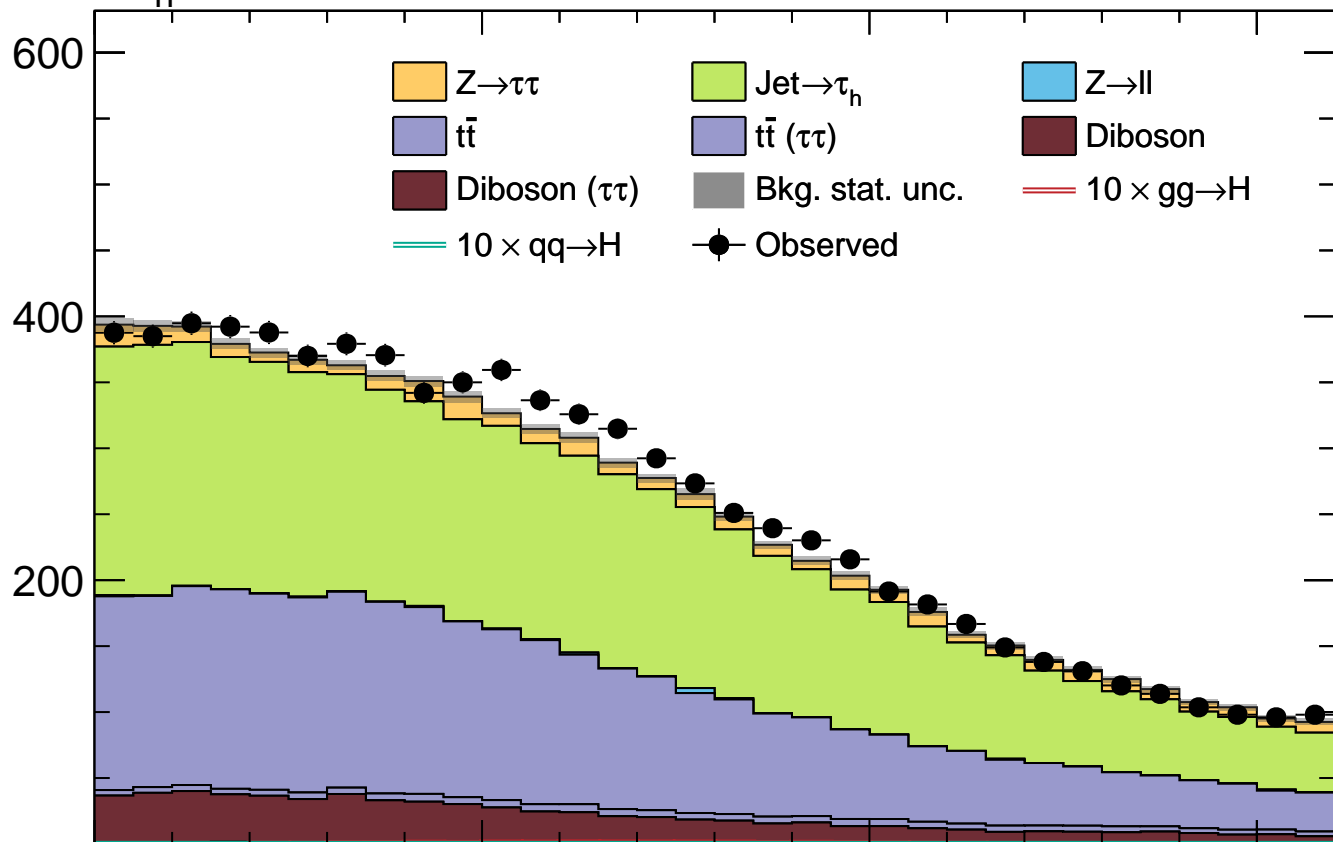 H
600
Z→ττ Jet→τₕ Z→ll
tt̄ tt̄ (ττ) Diboson
Diboson (ττ) Bkg. stat. unc. 10 × gg→H
10 × qq→H Observed
400
200